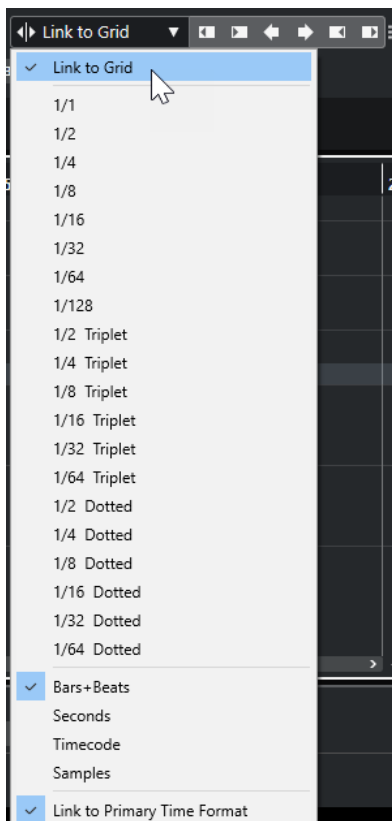 Link to Grid
Link to Grid
1/1
1/2
1/4
1/8
1/16
1/32
1/64
1/128
1/2 Triplet
1/4 Triplet
1/8 Triplet
1/16 Triplet
1/32 Triplet
1/64 Triplet
1/2 Dotted
1/4 Dotted
1/8 Dotted
1/16 Dotted
1/32 Dotted
1/64 Dotted
Bars+Beats
Seconds
Timecode
Samples
Link to Primary Time Format